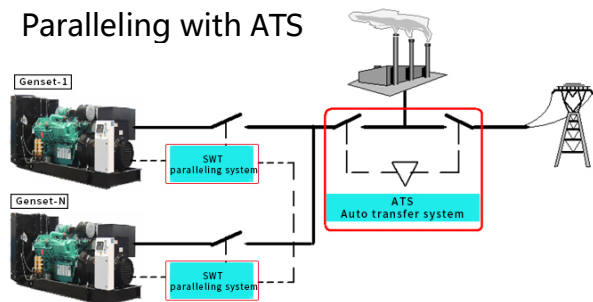 Paralleling with ATS
Genset-1
SWT
paralleling system
ATS
Auto transfer system
Genset-N
SWT
paralleling system